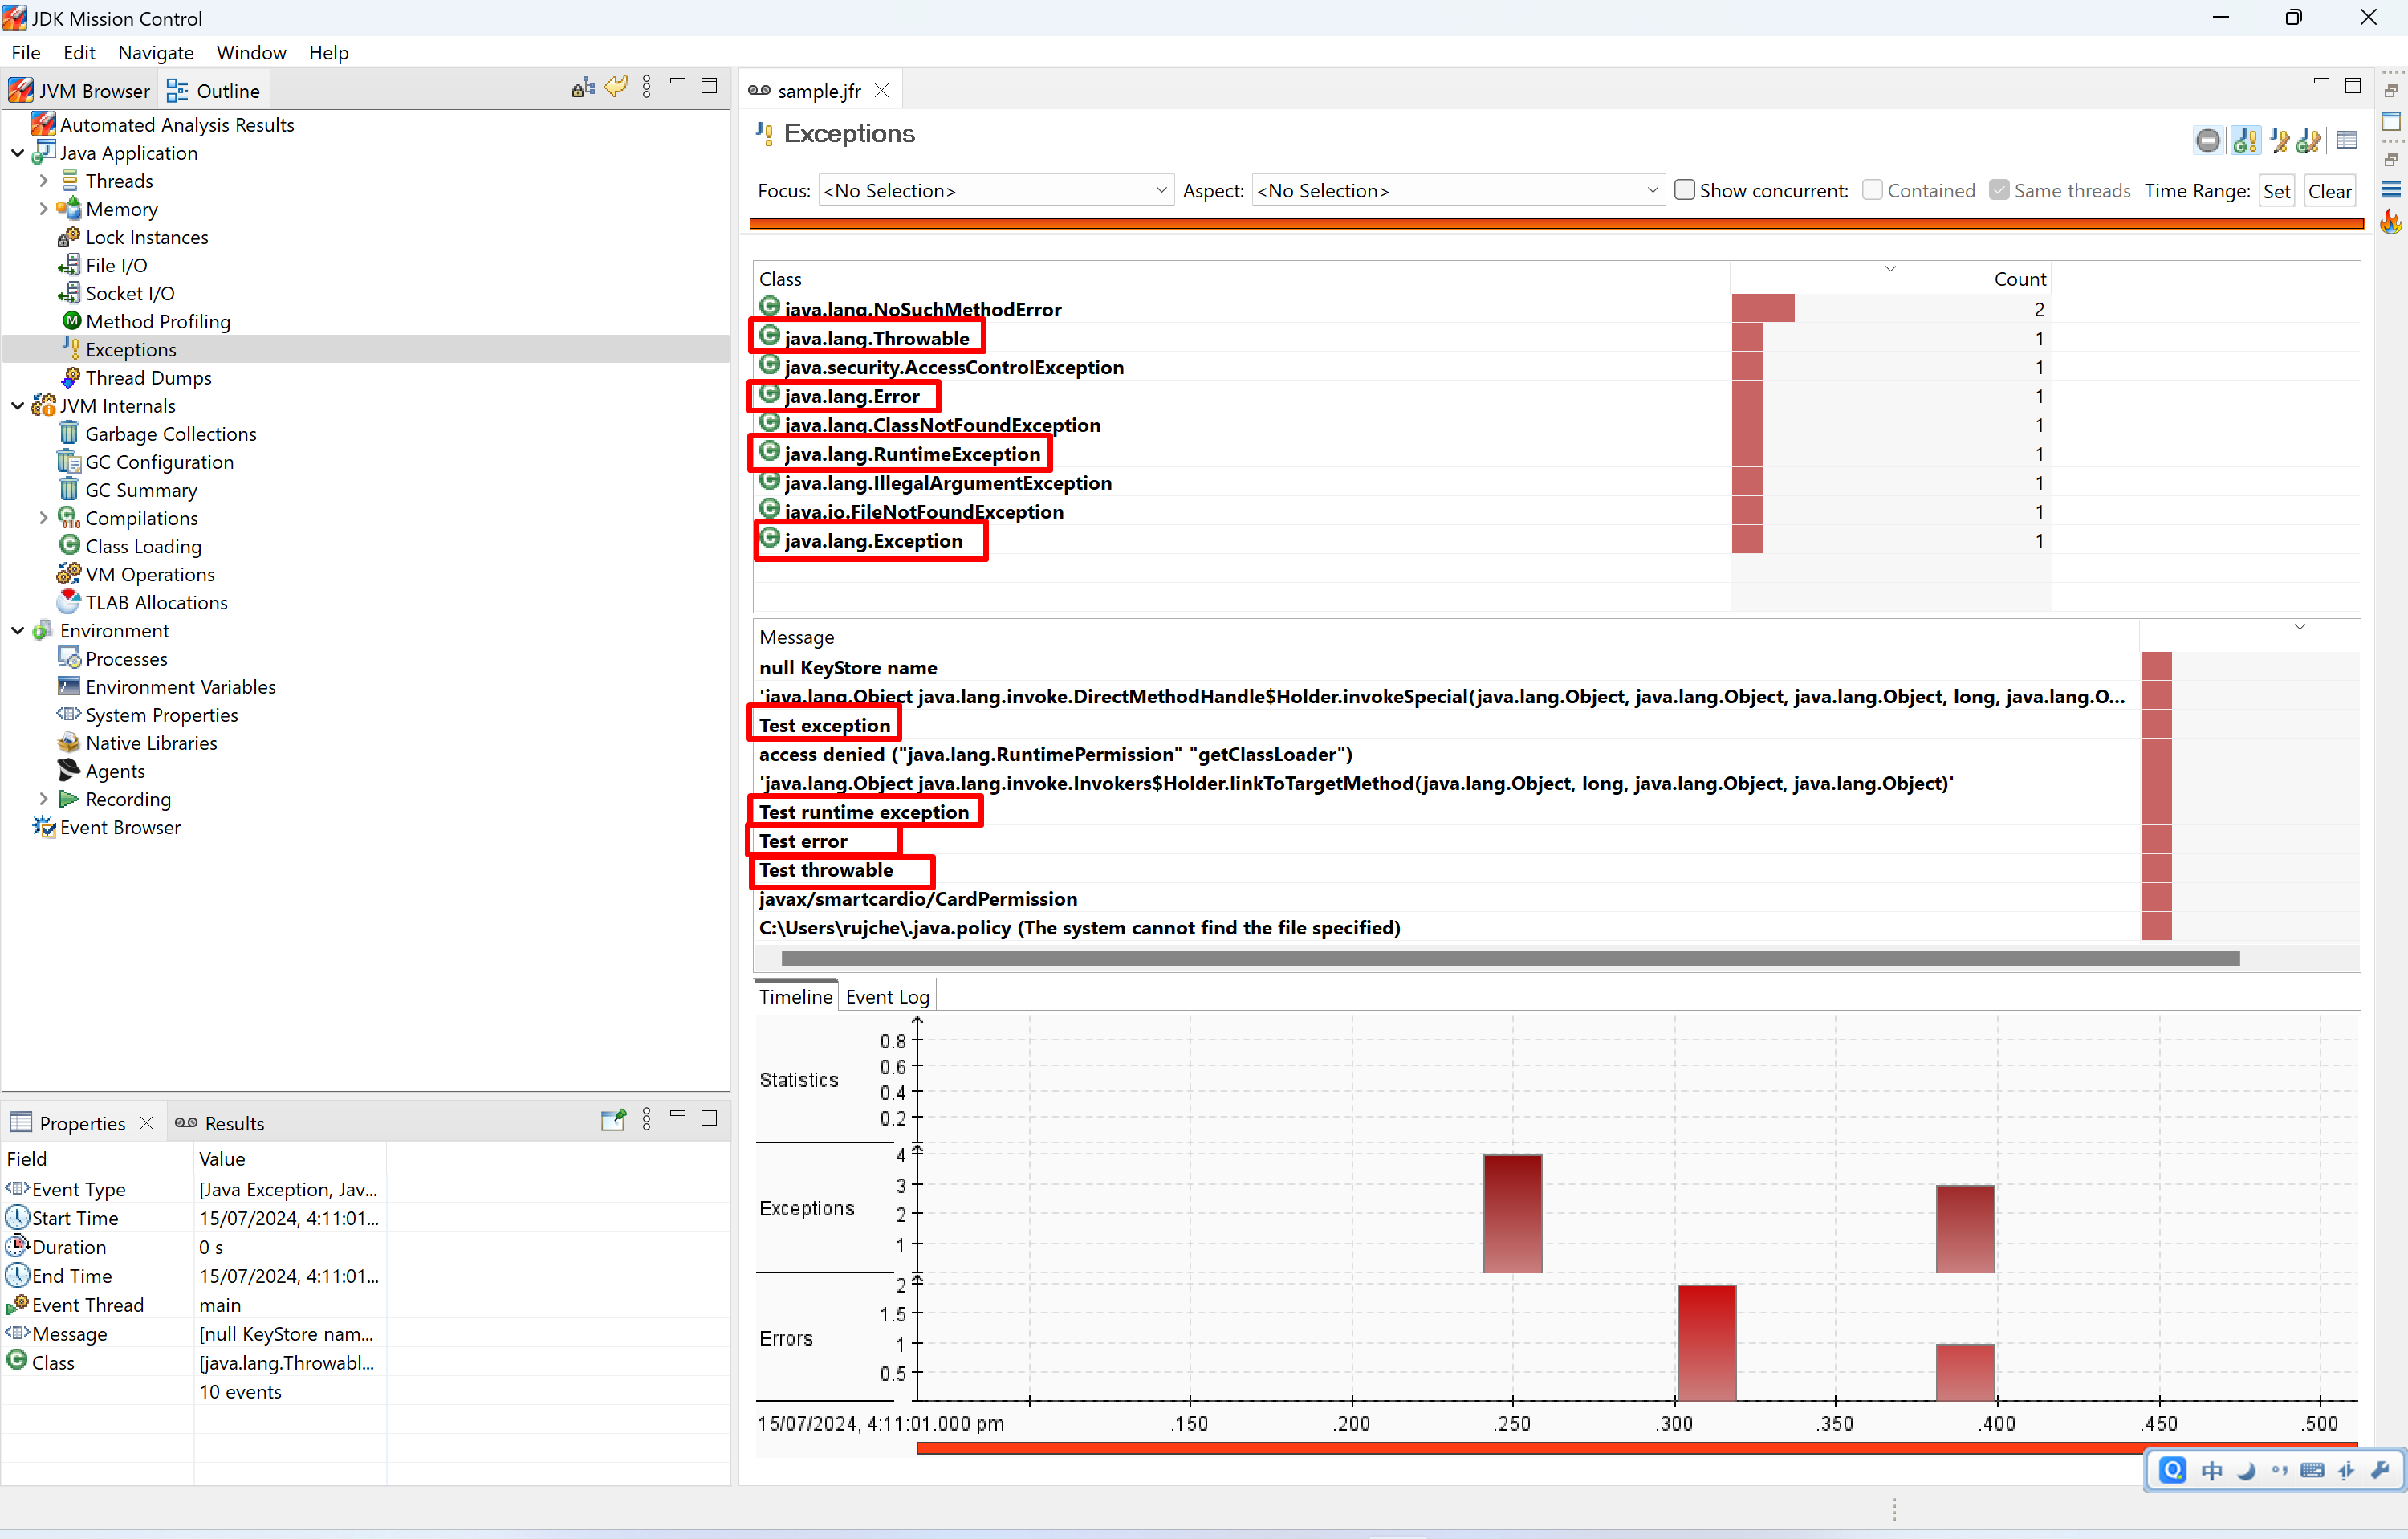 JDK Mission Control
File Edit Navigate Window Help
JVM Browser Outline
Automated Analysis Results
Java Application
Threads
Memory
Lock Instances
File I/O
Socket I/O
Method Profiling
Exceptions
Thread Dumps
JVM Internals
Garbage Collections
GC Configuration
GC Summary
Compilations
Class Loading
VM Operations
TLAB Allocations
Environment
Processes
Environment Variables
System Properties
Native Libraries
Agents
Recording
Event Browser
Properties Results
Field Value
Event Type [Java Exception, Jav...
Start Time 15/07/2024, 4:11:01...
Duration 0 s
End Time 15/07/2024, 4:11:01...
Event Thread main
Message [null KeyStore nam...
Class [java.lang.Throwabl...
10 events
sample.jfr
Exceptions
Focus: <No Selection> Aspect: <No Selection> Show concurrent: Contained Same threads Time Range: Set Clear
Class Count
java.lang.NoSuchMethodError 2
java.lang.Throwable 1
java.security.AccessControlException 1
java.lang.Error 1
java.lang.ClassNotFoundException 1
java.lang.RuntimeException 1
java.lang.IllegalArgumentException 1
java.io.FileNotFoundException 1
java.lang.Exception 1
Message
null KeyStore name
'java.lang.Object java.lang.invoke.DirectMethodHandle$Holder.invokeSpecial(java.lang.Object, java.lang.Object, java.lang.Object, long, java.lang.O...
Test exception
access denied ("java.lang.RuntimePermission" "getClassLoader")
'java.lang.Object java.lang.invoke.Invokers$Holder.linkToTargetMethod(java.lang.Object, long, java.lang.Object, java.lang.Object)'
Test runtime exception
Test error
Test throwable
javax/smartcardio/CardPermission
C:\Users\rujche\.java.policy (The system cannot find the file specified)
Timeline Event Log
Statistics
0.8
0.6
0.4
0.2
Exceptions
4
3
2
1
Errors
2
1.5
1
0.5
15/07/2024, 4:11:01.000 pm .150 .200 .250 .300 .350 .400 .450 .500
中